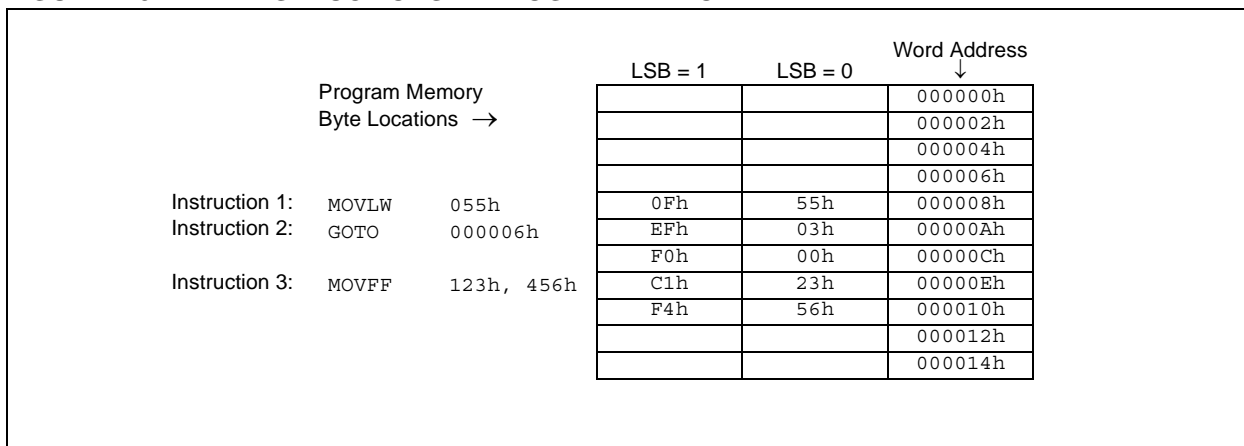 Word Address
LSB = 1 LSB = 0 ↓
Program Memory 000000h
Byte Locations → 000002h
000004h
000006h
Instruction 1: MOVLW 055h 0Fh 55h 000008h
Instruction 2: GOTO 000006h EFh 03h 00000Ah
F0h 00h 00000Ch
Instruction 3: MOVFF 123h, 456h C1h 23h 00000Eh
F4h 56h 000010h
000012h
000014h